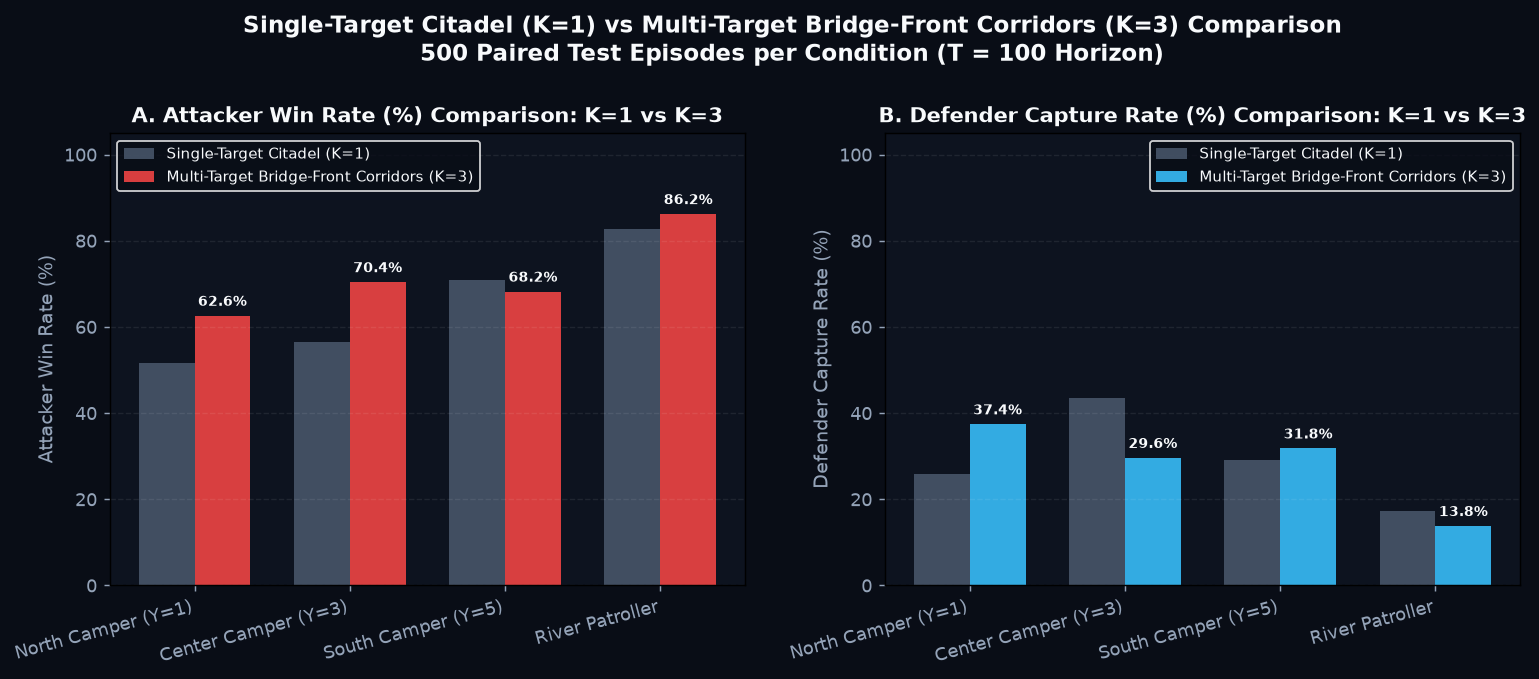 Single-Target Citadel (K=1) vs Multi-Target Bridge-Front Corridors (K=3) Comparison
500 Paired Test Episodes per Condition (T = 100 Horizon)
A. Attacker Win Rate (%) Comparison: K=1 vs K=3
Single-Target Citadel (K=1)
Multi-Target Bridge-Front Corridors (K=3)
Attacker Win Rate (%)
100
80
60
40
20
0
62.6%
70.4%
68.2%
86.2%
North Camper (Y=1)
Center Camper (Y=3)
South Camper (Y=5)
River Patroller
B. Defender Capture Rate (%) Comparison: K=1 vs K=3
Single-Target Citadel (K=1)
Multi-Target Bridge-Front Corridors (K=3)
Defender Capture Rate (%)
100
80
60
40
20
0
37.4%
29.6%
31.8%
13.8%
North Camper (Y=1)
Center Camper (Y=3)
South Camper (Y=5)
River Patroller